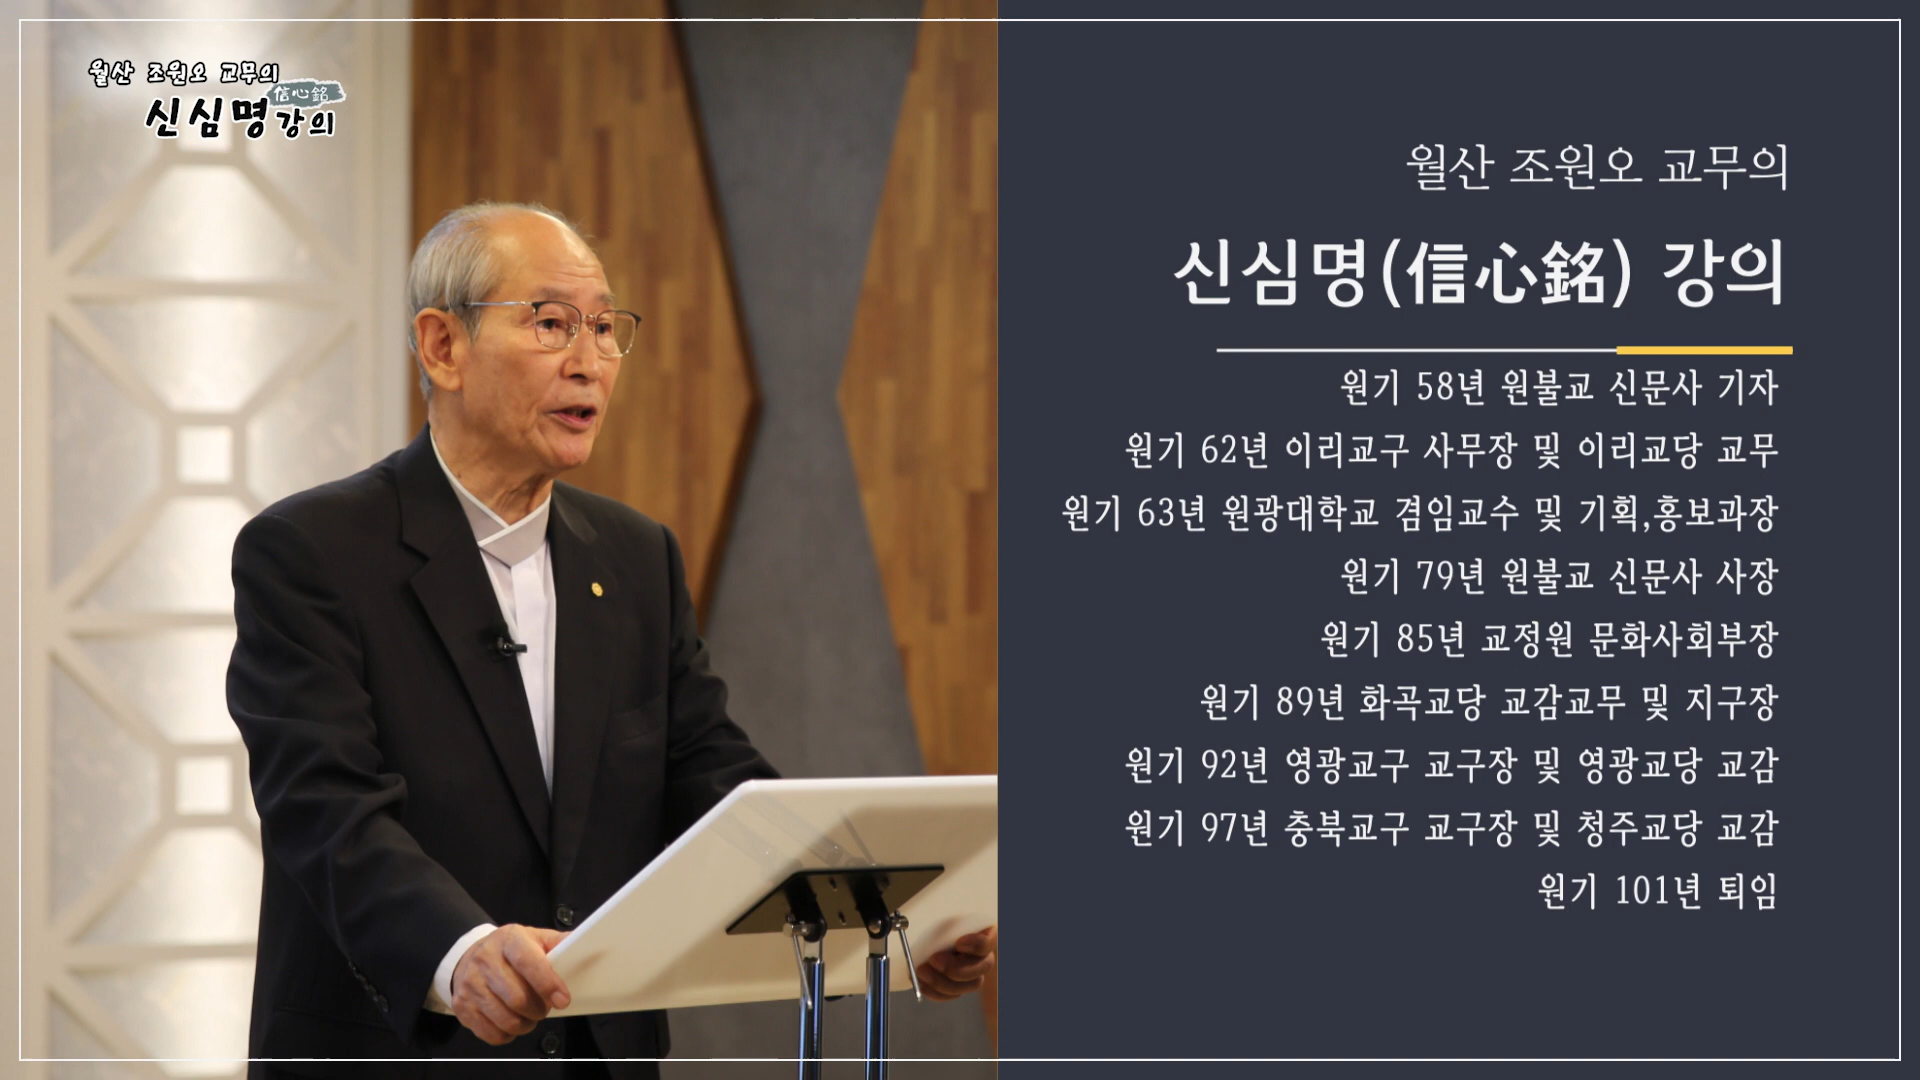 월산 조원오 교무의
信心銘
신심명강의
월산 조원오 교무의
신심명(信心銘) 강의
원기 58년 원불교 신문사 기자
원기 62년 이리교구 사무장 및 이리교당 교무
원기 63년 원광대학교 겸임교수 및 기획,홍보과장
원기 79년 원불교 신문사 사장
원기 85년 교정원 문화사회부장
원기 89년 화곡교당 교감교무 및 지구장
원기 92년 영광교구 교구장 및 영광교당 교감
원기 97년 충북교구 교구장 및 청주교당 교감
원기 101년 퇴임